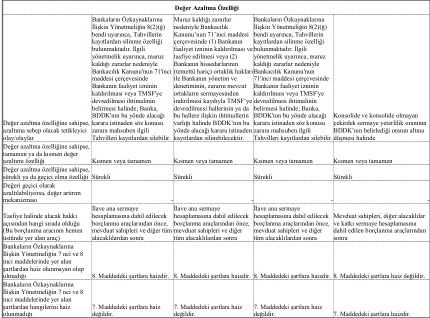 Değer Azaltma Özelliği
Değer azaltma özelliğine sahipse,
azaltıma sebep olacak tetikleyici
olay/olaylar
Bankaların Özkaynaklarına
İlişkin Yönetmeliğin 8(2)(ğ)
bendi uyarınca, Tahvillerin
kayıtlardan silinme özelliği
bulunmaktadır. İlgili
yönetmelik uyarınca, maruz
kaldığı zararlar nedeniyle
Bankacılık Kanunu'nun 71'inci
maddesi çerçevesinde
Bankanın faaliyet izninin
kaldırılması veya TMSF'ye
devredilmesi ihtimalinin
belirmesi halinde; Banka,
BDDK'nın bu yönde alacağı
karara istinaden söz konusu
zarara mahsuben ilgili
Tahvilleri kayıtlardan silebilir.
Maruz kaldığı zararlar
nedeniyle Bankacılık
Kanunu'nun 71'inci maddesi
çerçevesinde (1) Bankanın
faaliyet izninin kaldırılması ve
tasfiye edilmesi veya (2)
Bankanın hissedarlarının
(temettü hariç) ortaklık hakları
ile Bankanın yönetim ve
denetiminin, zararın mevcut
ortakların sermayesinden
indirilmesi kaydıyla TMSF'ye
devredilmesi hallerinin ya da
bu hallere ilişkin ihtimallerin
varlığı halinde BDDK'nın bu
yönde alacağı karara istinaden
kayıtlardan silinebilecektir.
Bankaların Özkaynaklarına
İlişkin Yönetmeliğin 8(2)(ğ)
bendi uyarınca, Tahvillerin
kayıtlardan silinme özelliği
bulunmaktadır. İlgili
yönetmelik uyarınca, maruz
kaldığı zararlar nedeniyle
Bankacılık Kanunu'nun
71'inci maddesi çerçevesinde
Bankanın faaliyet izninin
kaldırılması veya TMSF'ye
devredilmesi ihtimalinin
belirmesi halinde; Banka,
BDDK'nın bu yönde alacağı
karara istinaden söz konusu
zarara mahsuben ilgili
Tahvilleri kayıtlardan silebilir.
Konsolide ve konsolide olmayan
çekirdek sermaye yeterlilik oranının
BDDK'nın belirlediği oranın altına
düşmesi halinde
Değer azaltma özelliğine sahipse,
tamamen ya da kısmen değer
azaltımı özelliği
Kısmen veya tamamen
Kısmen veya tamamen
Kısmen veya tamamen
Kısmen veya tamamen
Değer azaltma özelliğine sahipse,
sürekli ya da geçici olma özelliği
Sürekli
Sürekli
Sürekli
Sürekli
Değeri geçici olarak
azaltılabiliyorsa, değer artırım
mekanizması
-
-
-
-
Tasfiye halinde alacak hakkı
açısından hangi sırada olduğu
(Bu borçlanma aracının hemen
üstünde yer alan araç)
İlave ana sermaye
hesaplamasına dahil edilecek
borçlanma araçlarından önce,
mevduat sahipleri ve diğer tüm
alacaklılardan sonra
İlave ana sermaye
hesaplamasına dahil edilecek
borçlanma araçlarından önce,
mevduat sahipleri ve diğer
tüm alacaklılardan sonra
İlave ana sermaye
hesaplamasına dahil edilecek
borçlanma araçlarından önce,
mevduat sahipleri ve diğer
tüm alacaklılardan sonra
Mevduat sahipleri, diğer alacaklılar
ve katkı sermaye hesaplamasına
dahil edilen borçlanma araçlarından
sonra
Bankaların Özkaynaklarına
İlişkin Yönetmeliğin 7 nci ve 8
inci maddelerinde yer alan
şartlardan haiz olunmayan olup
olmadığı
8. Maddedeki şartlara haizdir.
8. Maddedeki şartlara haizdir.
8. Maddedeki şartlara haizdir.
8. Maddedeki şartlara haiz değildir.
Bankaların Özkaynaklarına
İlişkin Yönetmeliğin 7 nci ve 8
inci maddelerinde yer alan
şartlardan hangilerini haiz
olunmadığı
7. Maddedeki şartlara haiz
değildir.
7. Maddedeki şartlara haiz
değildir.
7. Maddedeki şartlara haiz
değildir.
7. Maddedeki şartlara haizdir.